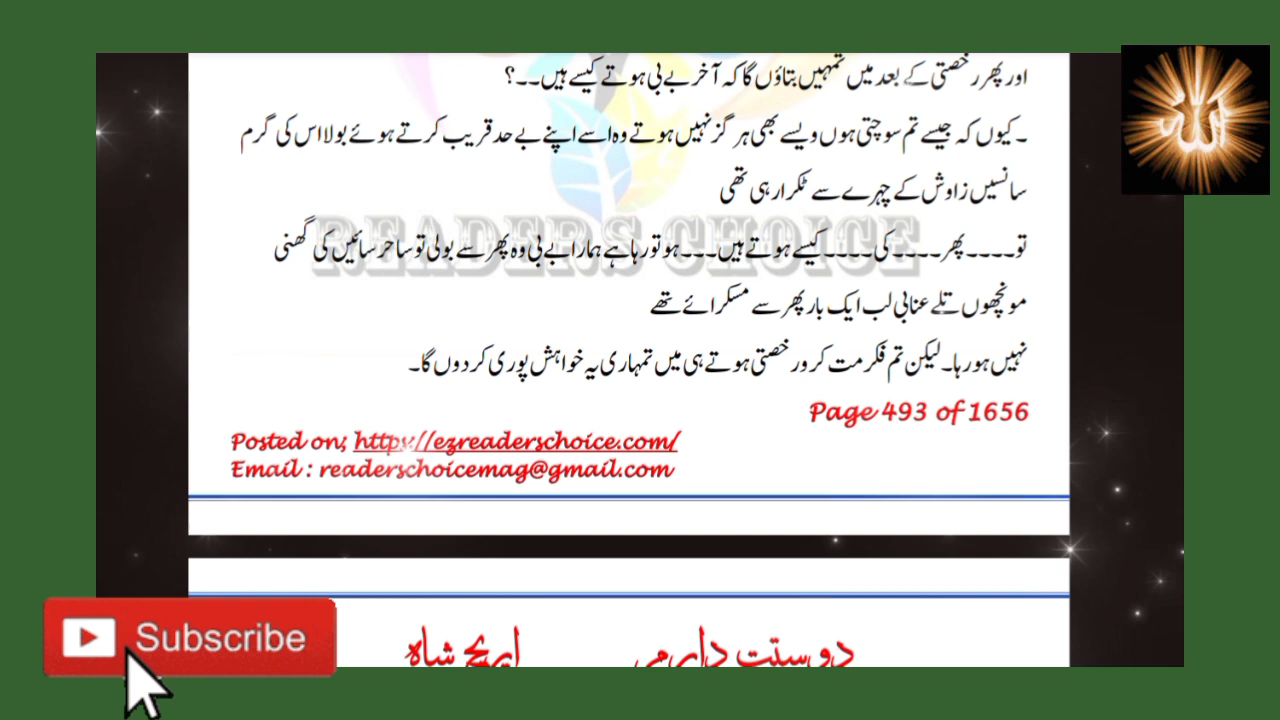 اور پھر رخصتی کے بعد میں تمہیں بتاؤں گا کہ آخر بے بی ہوتے کیسے ہیں۔۔؟
۔کیوں کہ جیسے تم سوچتی ہوں ویسے بھی ہر گز نہیں ہوتے وہ اسے اپنے بے حد قریب کرتے ہوئے بولا اس کی گرم
سانسیں زاوش کے چہرے سے ٹکرا رہی تھی
تو۔۔۔۔پھر۔۔۔۔کی۔۔۔۔کیسے ہوتے ہیں۔۔۔ہو تو رہا ہے ہمارا بے بی وہ پھر سے بولی تو ساحر سائیں کی گھنی
مونچھوں تلے عنابی لب ایک بار پھر سے مسکرائے تھے
نہیں ہو رہا۔ لیکن تم فکر مت کرو رخصتی ہوتے ہی میں تمہاری یہ خواہش پوری کر دوں گا۔
READERS CHOICE
Page 493 of 1656
Posted on; https://ezreaderschoice.com/
Email : readerschoicemag@gmail.com
دوستت دارمی اریج شاہ
Subscribe
الله